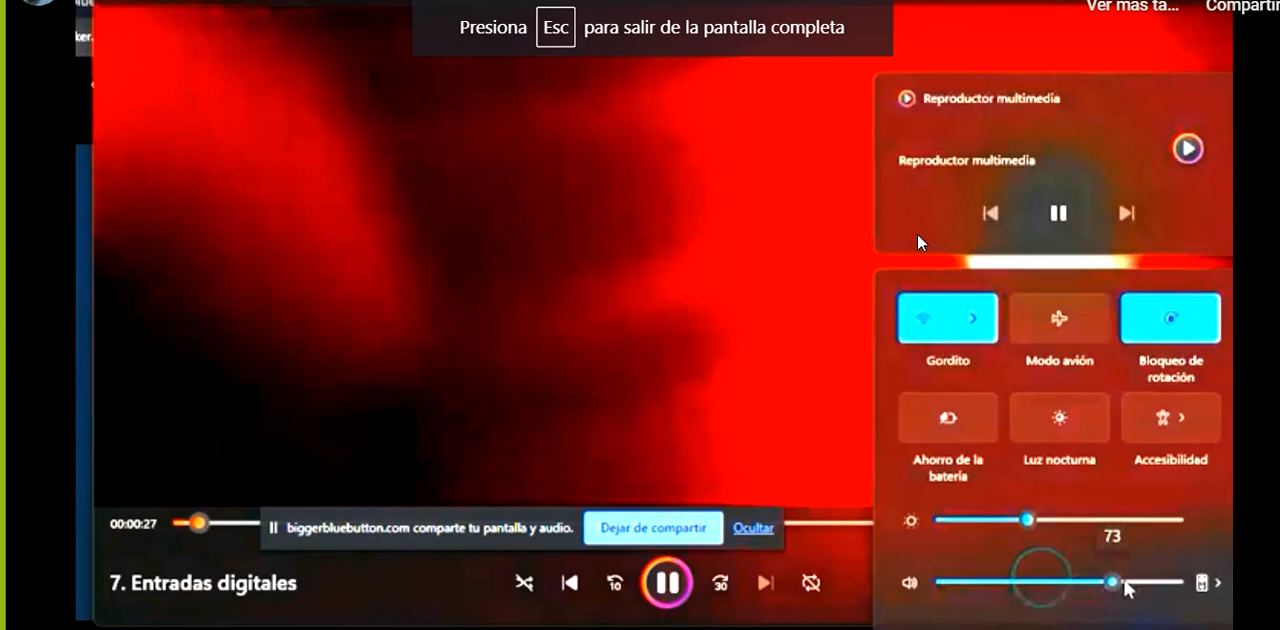 Ver más ta... Compartir
Presiona Esc para salir de la pantalla completa
ker.
Reproductor multimedia
Reproductor multimedia
Gordito
Modo avión
Bloqueo de
rotación
Ahorro de la
batería
Luz nocturna
Accesibilidad
00:00:27
biggerbluebutton.com comparte tu pantalla y audio.
Dejar de compartir
Ocultar
73
7. Entradas digitales
10
30